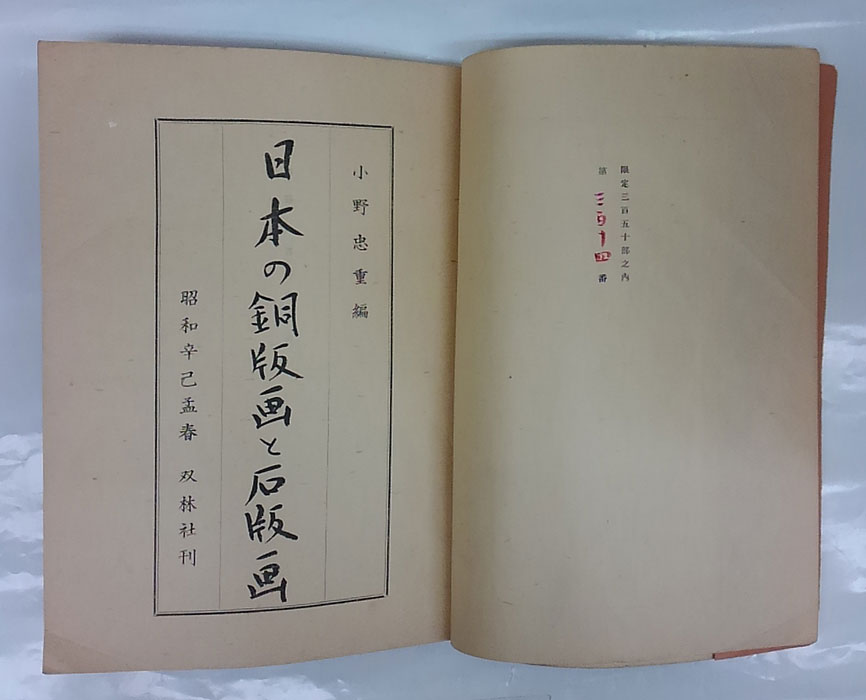 限定三百五十部之内
第三百十四番
小野忠重編
日本の銅版画と石版画
昭和辛己孟春 双林社刊